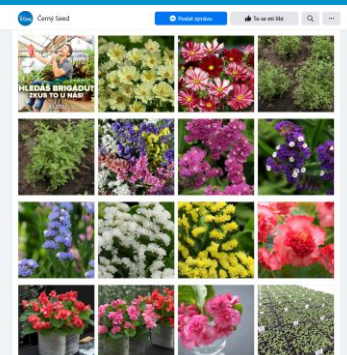 Černý Seed
Poslat zprávu
To se mi líbí
HLEDÁŠ BRIGÁDU?
ZKUS TO U NÁS!